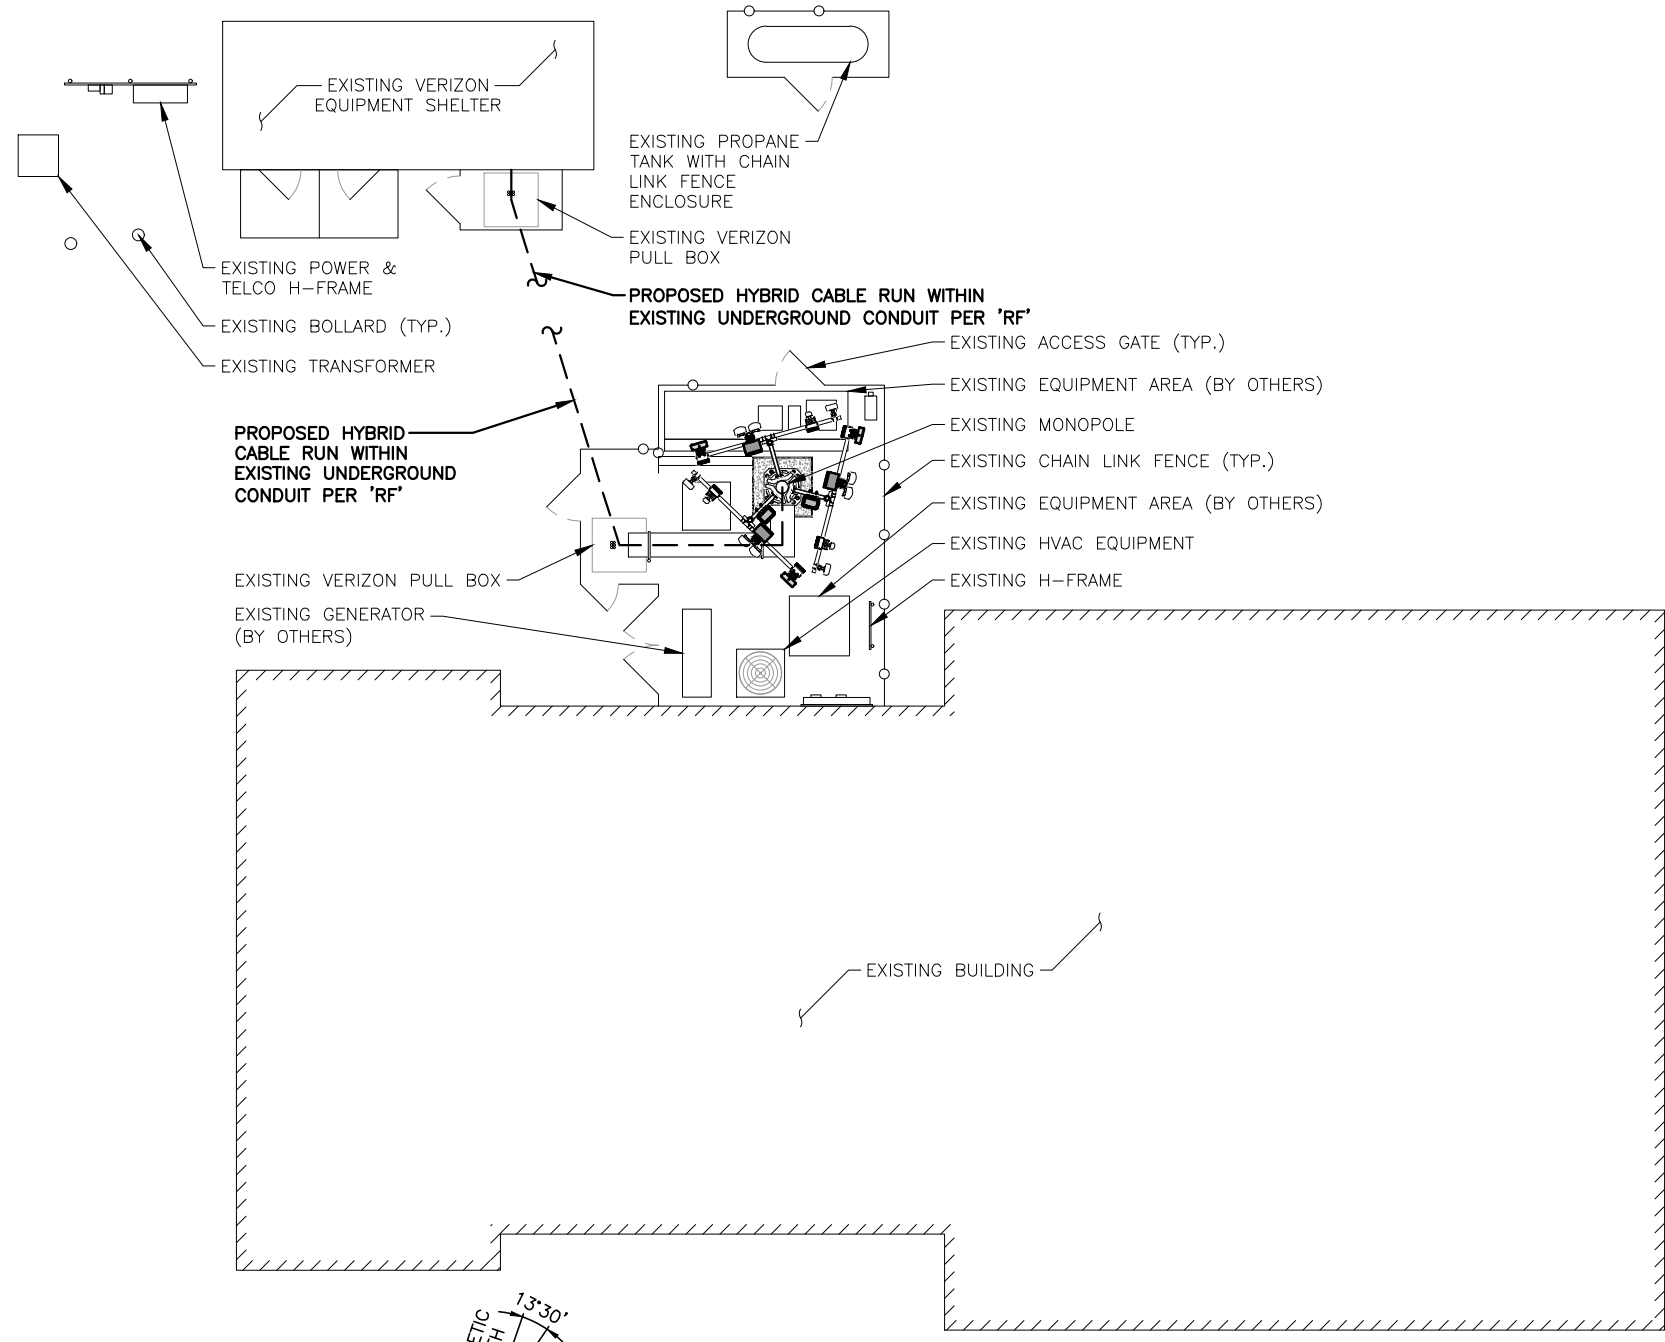 EXISTING VERIZON
EQUIPMENT SHELTER
EXISTING PROPANE
TANK WITH CHAIN
LINK FENCE
ENCLOSURE
EXISTING VERIZON
PULL BOX
EXISTING POWER &
TELCO H-FRAME
EXISTING BOLLARD (TYP.)
EXISTING TRANSFORMER
PROPOSED HYBRID CABLE RUN WITHIN
EXISTING UNDERGROUND CONDUIT PER 'RF'
EXISTING ACCESS GATE (TYP.)
EXISTING EQUIPMENT AREA (BY OTHERS)
EXISTING MONOPOLE
EXISTING CHAIN LINK FENCE (TYP.)
EXISTING EQUIPMENT AREA (BY OTHERS)
EXISTING HVAC EQUIPMENT
EXISTING H-FRAME
PROPOSED HYBRID
CABLE RUN WITHIN
EXISTING UNDERGROUND
CONDUIT PER 'RF'
EXISTING VERIZON PULL BOX
EXISTING GENERATOR
(BY OTHERS)
EXISTING BUILDING
13°30'